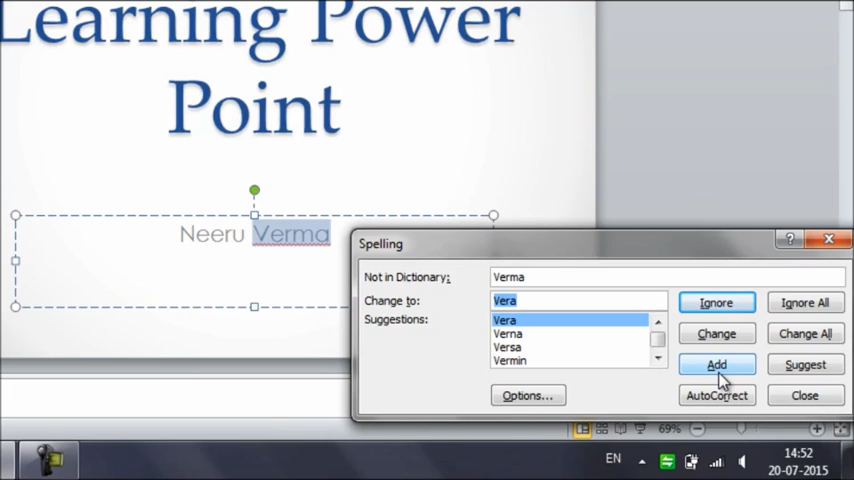 Learning Power
Point
Neeru Verma
Spelling
?
Not in Dictionary: Verma
Change to: Vera
Ignore Ignore All
Suggestions: Vera
Verna
Versa
Vermin
Change Change All
Add Suggest
Options... AutoCorrect Close
69%
EN
14:52
20-07-2015